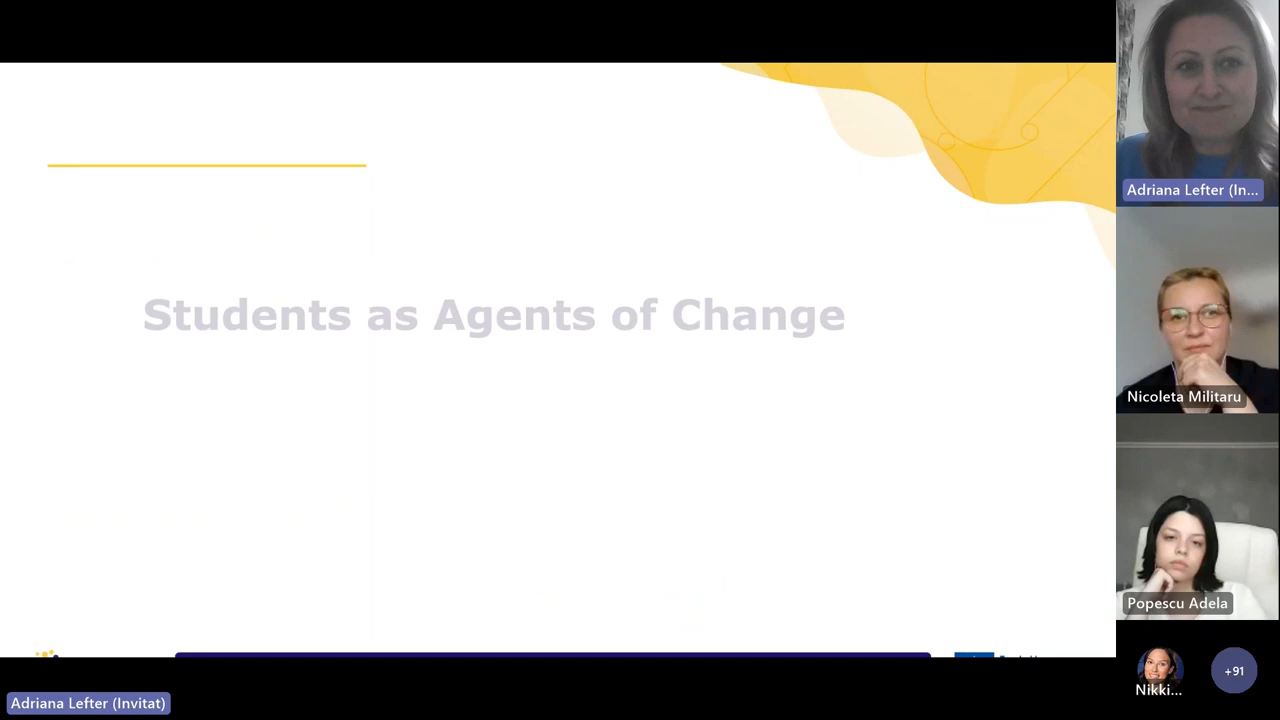 Students as Agents of Change
Adriana Lefter (In...
Nicoleta Militaru
Popescu Adela
Nikki...
+91
Adriana Lefter (Invitat)